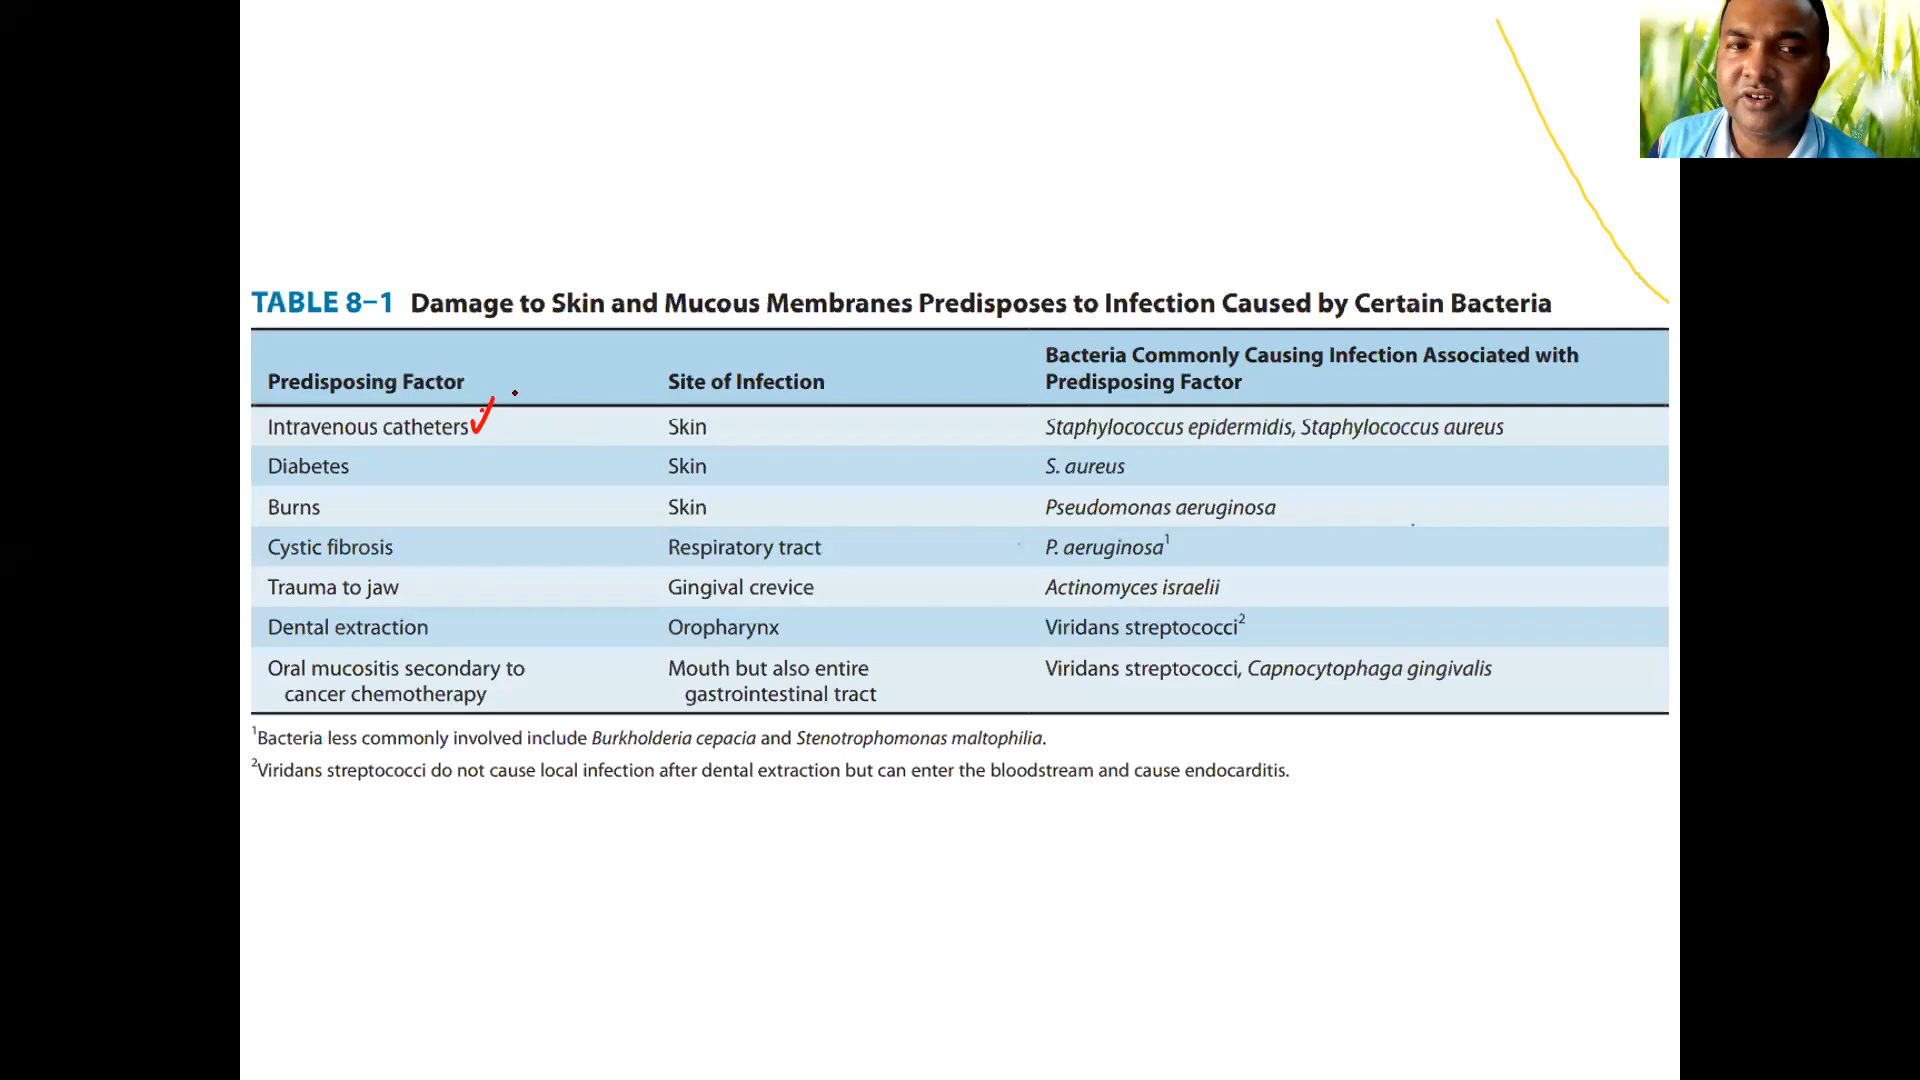 TABLE 8–1 Damage to Skin and Mucous Membranes Predisposes to Infection Caused by Certain Bacteria
Predisposing Factor Site of Infection Bacteria Commonly Causing Infection Associated with Predisposing Factor
Intravenous catheters Skin Staphylococcus epidermidis, Staphylococcus aureus
Diabetes Skin S. aureus
Burns Skin Pseudomonas aeruginosa
Cystic fibrosis Respiratory tract P. aeruginosa¹
Trauma to jaw Gingival crevice Actinomyces israelii
Dental extraction Oropharynx Viridans streptococci²
Oral mucositis secondary to Mouth but also entire Viridans streptococci, Capnocytophaga gingivalis
cancer chemotherapy gastrointestinal tract
¹Bacteria less commonly involved include Burkholderia cepacia and Stenotrophomonas maltophilia.
²Viridans streptococci do not cause local infection after dental extraction but can enter the bloodstream and cause endocarditis.